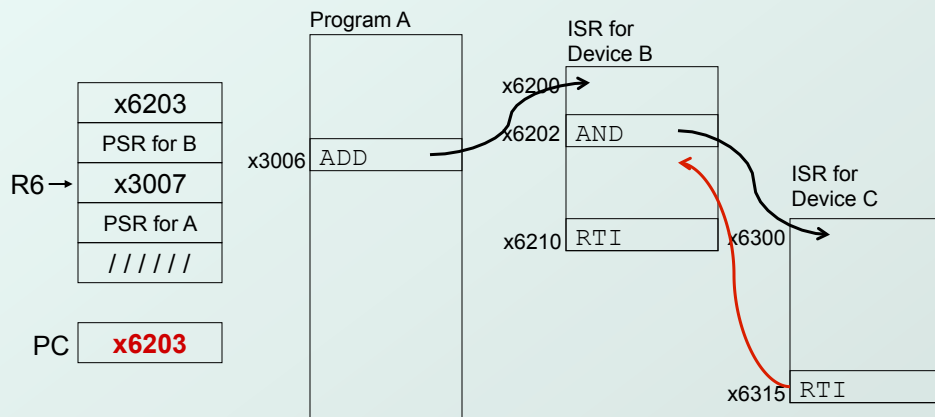 Program A
ISR for
Device B
x6200
x6203
PSR for B
x6202 AND
x3006 ADD
R6 x3007
ISR for
Device C
PSR for A
x6210 RTI
x6300
//////
PC x6203
x6315 RTI